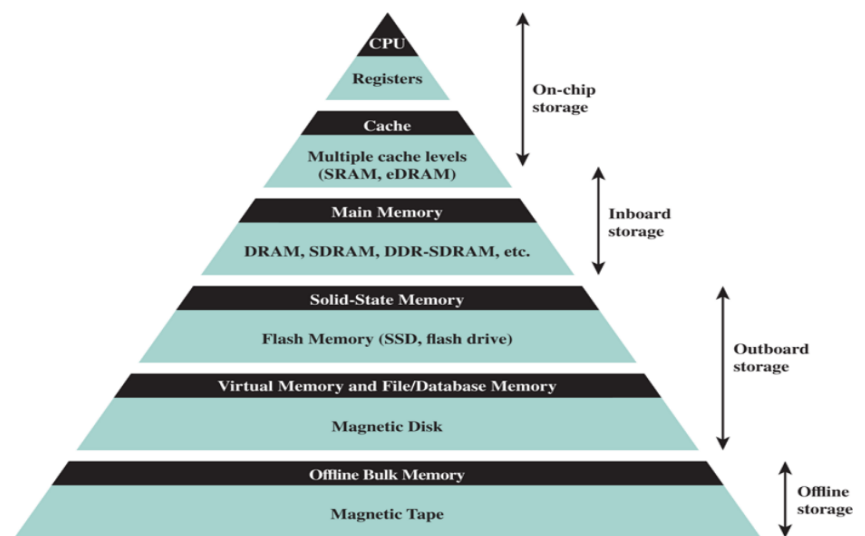 CPU
Registers
On-chip
storage
Cache
Multiple cache levels
(SRAM, eDRAM)
Main Memory
Inboard
storage
DRAM, SDRAM, DDR-SDRAM, etc.
Solid-State Memory
Flash Memory (SSD, flash drive)
Outboard
storage
Virtual Memory and File/Database Memory
Magnetic Disk
Offline Bulk Memory
Offline
storage
Magnetic Tape